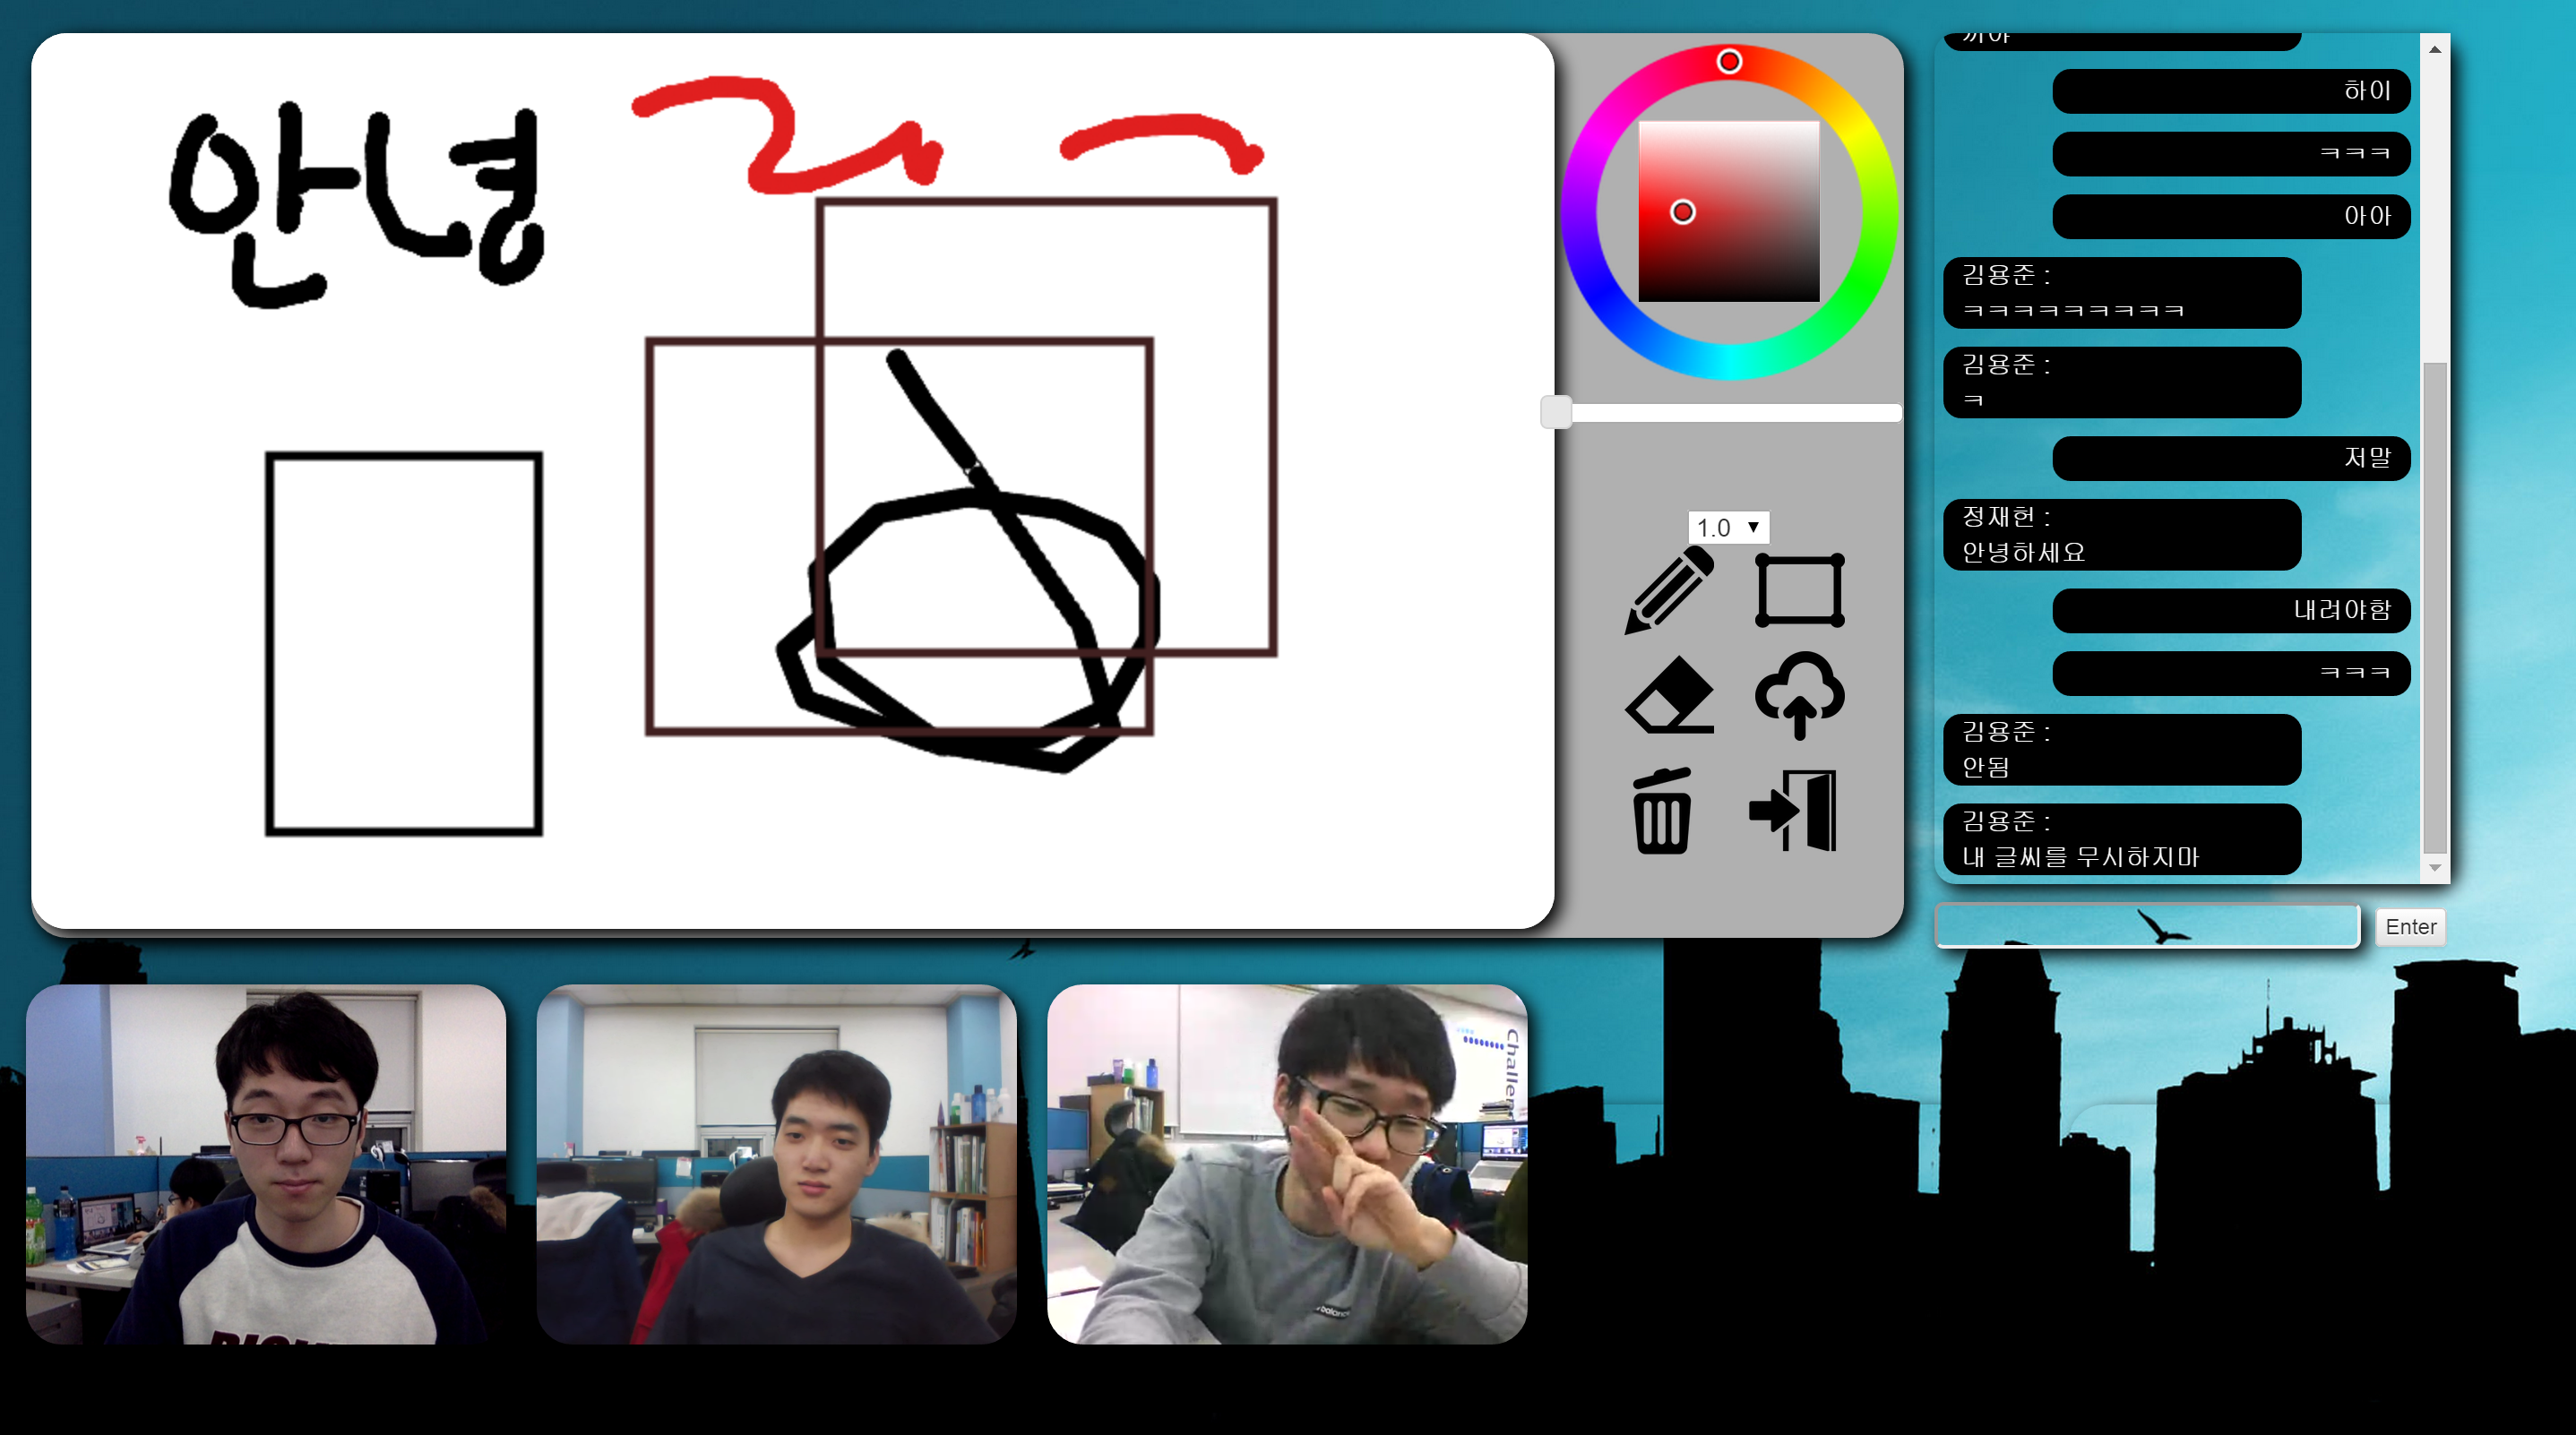 안녕
1.0
하이
ㅋㅋㅋ
아아
김용준 :
ㅋㅋㅋㅋㅋㅋㅋㅋㅋ
김용준 :
ㅋ
저말
정재헌 :
안녕하세요
내려야함
ㅋㅋㅋ
김용준 :
안됨
김용준 :
내 글씨를 무시하지마
Enter